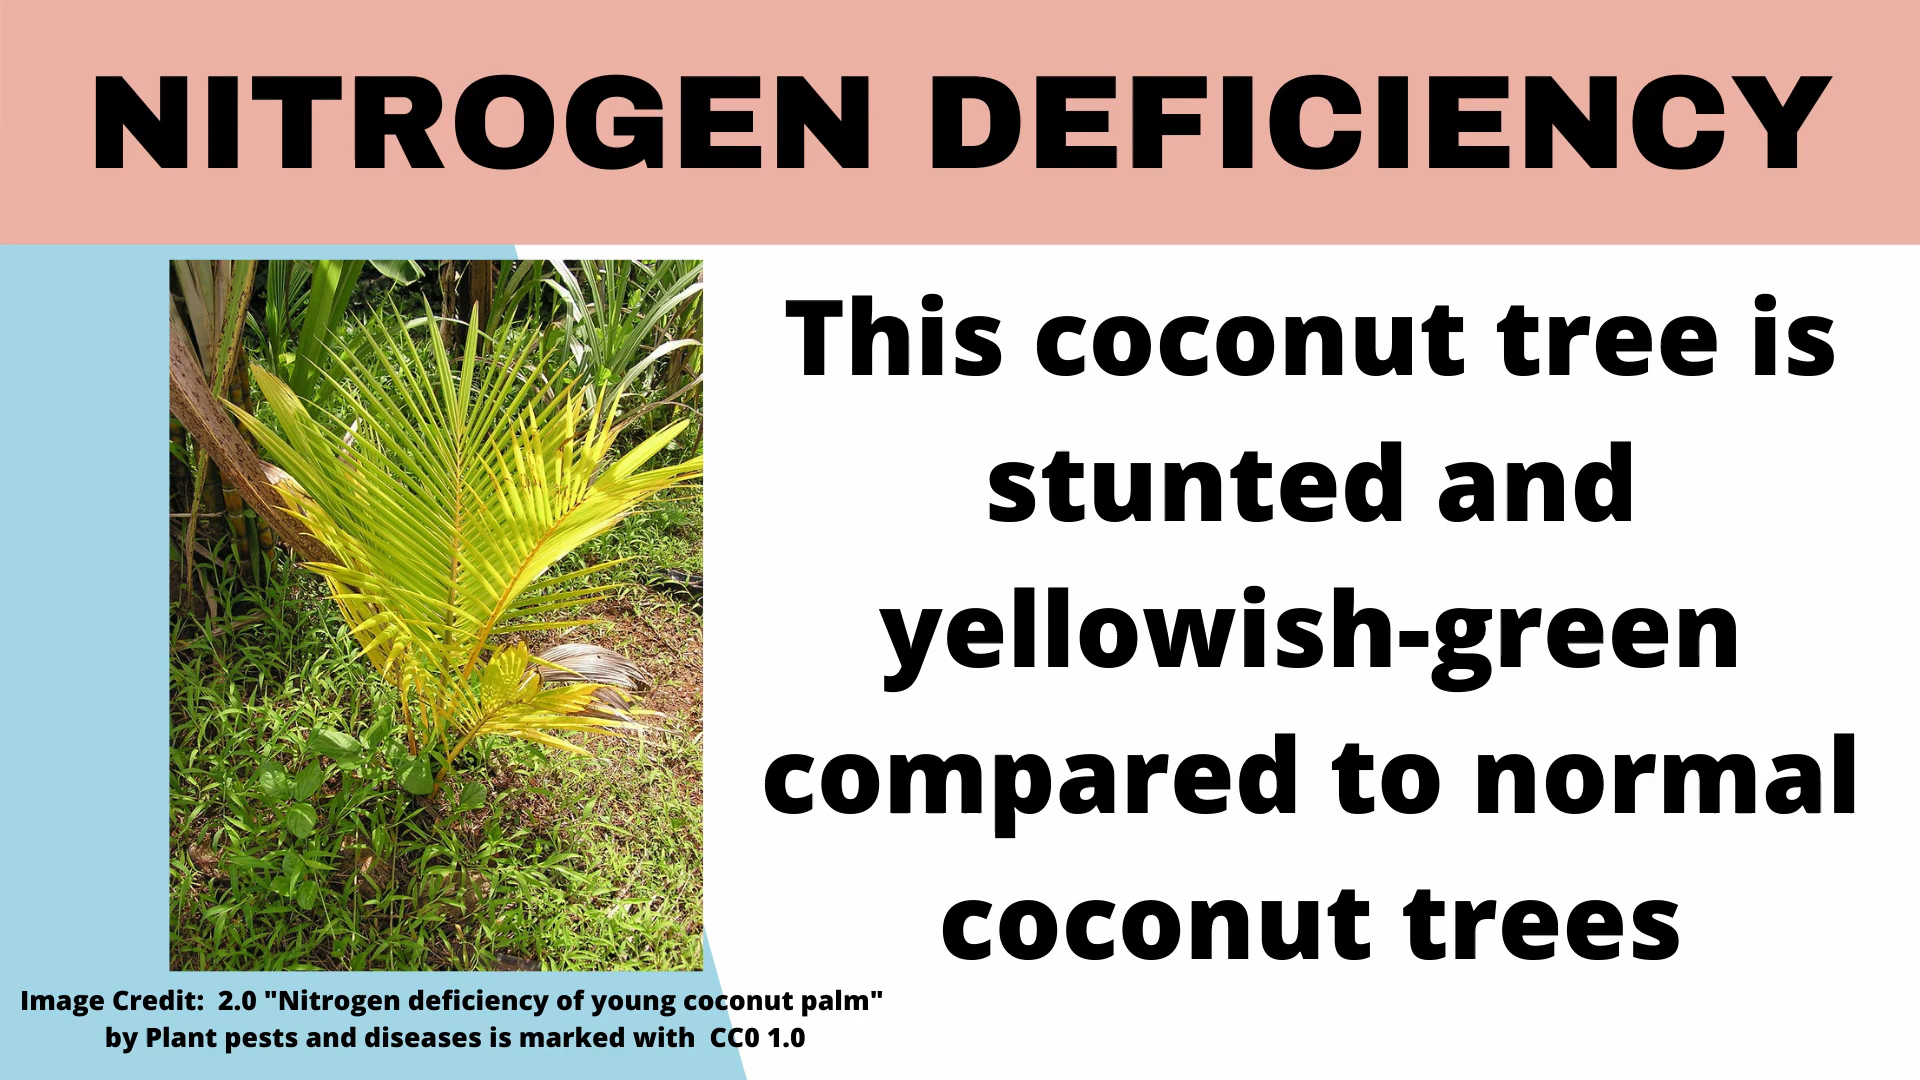 NITROGEN DEFICIENCY
This coconut tree is
stunted and
yellowish-green
compared to normal
coconut trees
Image Credit: 2.0 "Nitrogen deficiency of young coconut palm"
by Plant pests and diseases is marked with CC0 1.0